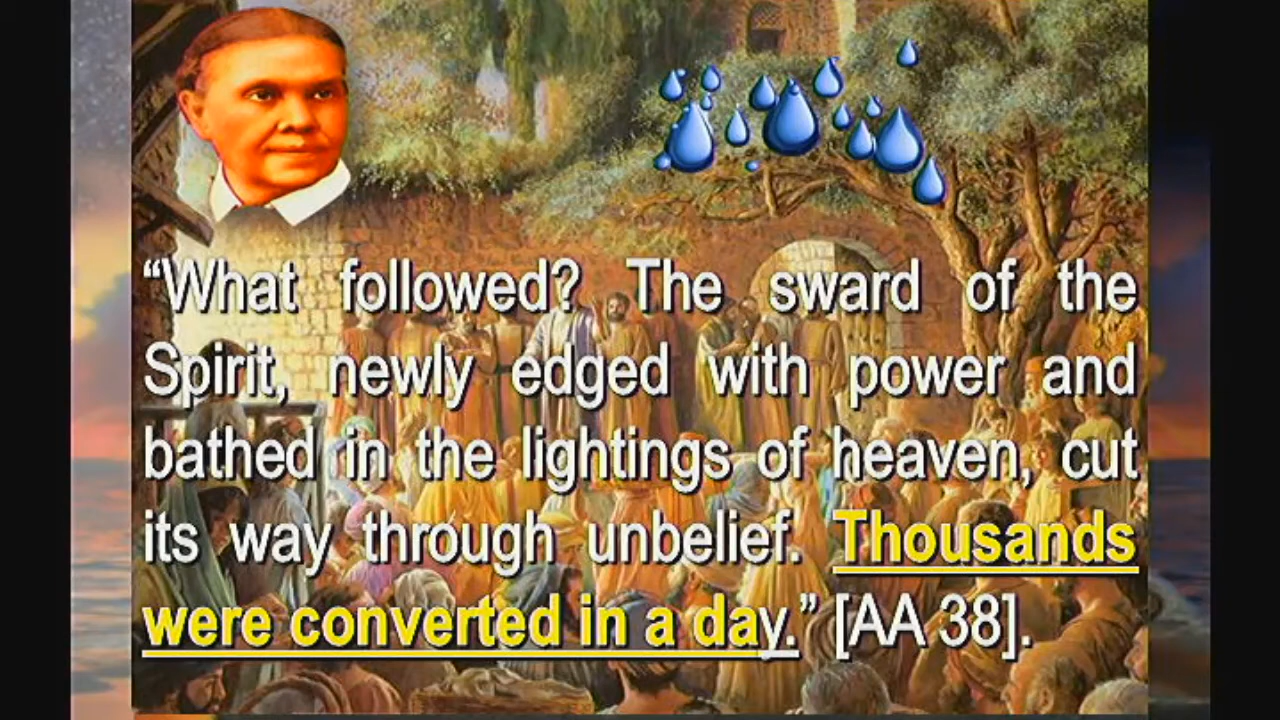 “What followed? The sward of the
Spirit, newly edged with power and
bathed in the lightings of heaven, cut
its way through unbelief. Thousands
were converted in a day.” [AA 38].